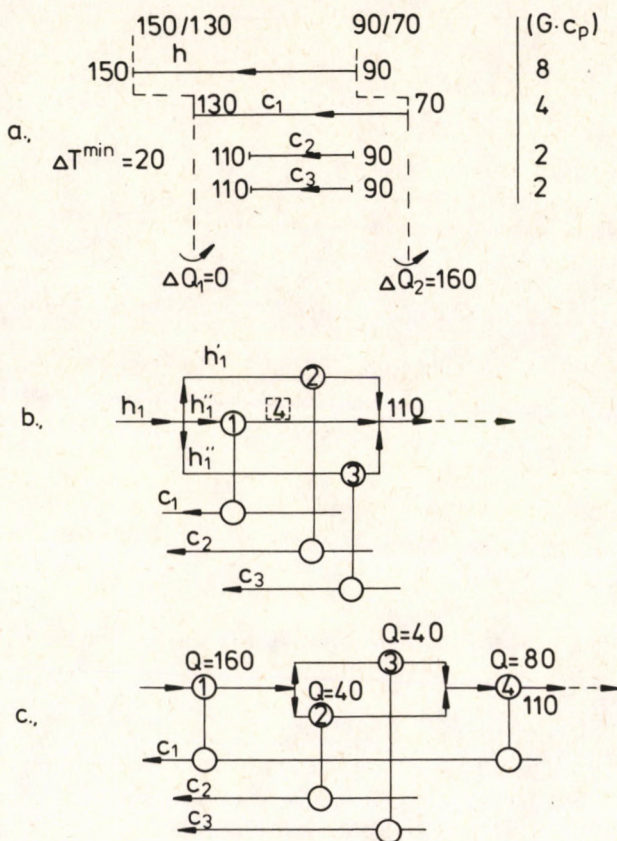 150/130 90/70 (G·cp)
h
150 90 8
130 c1 70 4
a.,
ΔTmin=20 110 c2 90 2
110 c3 90 2
ΔQ1=0 ΔQ2=160
h'1 2
b., h1 h''1 1 [4] 110
h''1 3
c1
c2
c3
Q=40
Q=160 3 Q=80
1 Q=40 4
2 110
c.,
c1
c2
c3